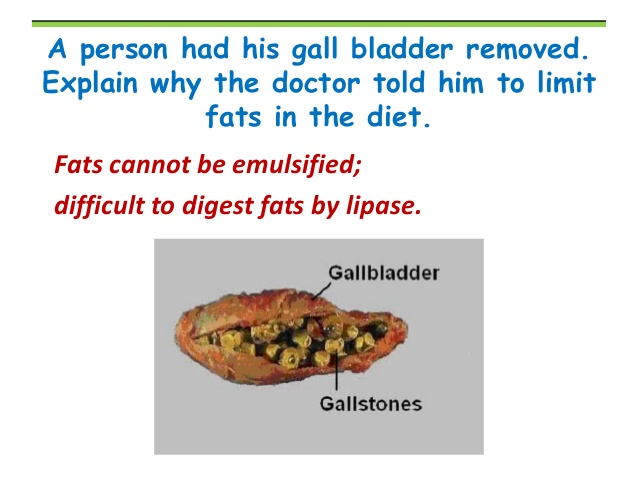 A person had his gall bladder removed.
Explain why the doctor told him to limit
fats in the diet.
Fats cannot be emulsified;
difficult to digest fats by lipase.
Gallbladder
Gallstones